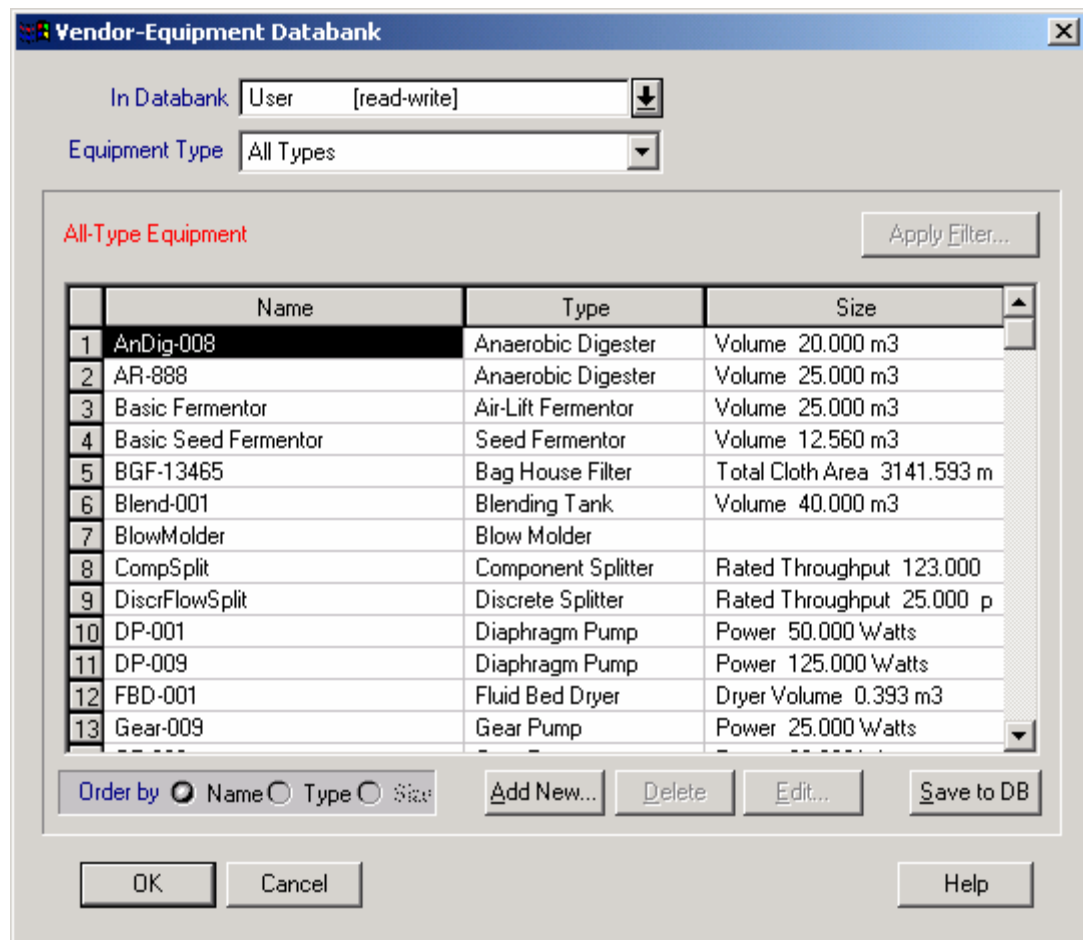 Vendor-Equipment Databank
In Databank User [read-write]
Equipment Type All Types
All-Type Equipment Apply Filter...
Name Type Size
1 AnDig-008 Anaerobic Digester Volume 20.000 m3
2 AR-888 Anaerobic Digester Volume 25.000 m3
3 Basic Fermentor Air-Lift Fermentor Volume 25.000 m3
4 Basic Seed Fermentor Seed Fermentor Volume 12.560 m3
5 BGF-13465 Bag House Filter Total Cloth Area 3141.593 m
6 Blend-001 Blending Tank Volume 40.000 m3
7 BlowMolder Blow Molder
8 CompSplit Component Splitter Rated Throughput 123.000
9 DiscrFlowSplit Discrete Splitter Rated Throughput 25.000 p
10 DP-001 Diaphragm Pump Power 50.000 Watts
11 DP-009 Diaphragm Pump Power 125.000 Watts
12 FBD-001 Fluid Bed Dryer Dryer Volume 0.393 m3
13 Gear-009 Gear Pump Power 25.000 Watts
Order by Name Type Size Add New... Delete Edit... Save to DB
OK Cancel Help